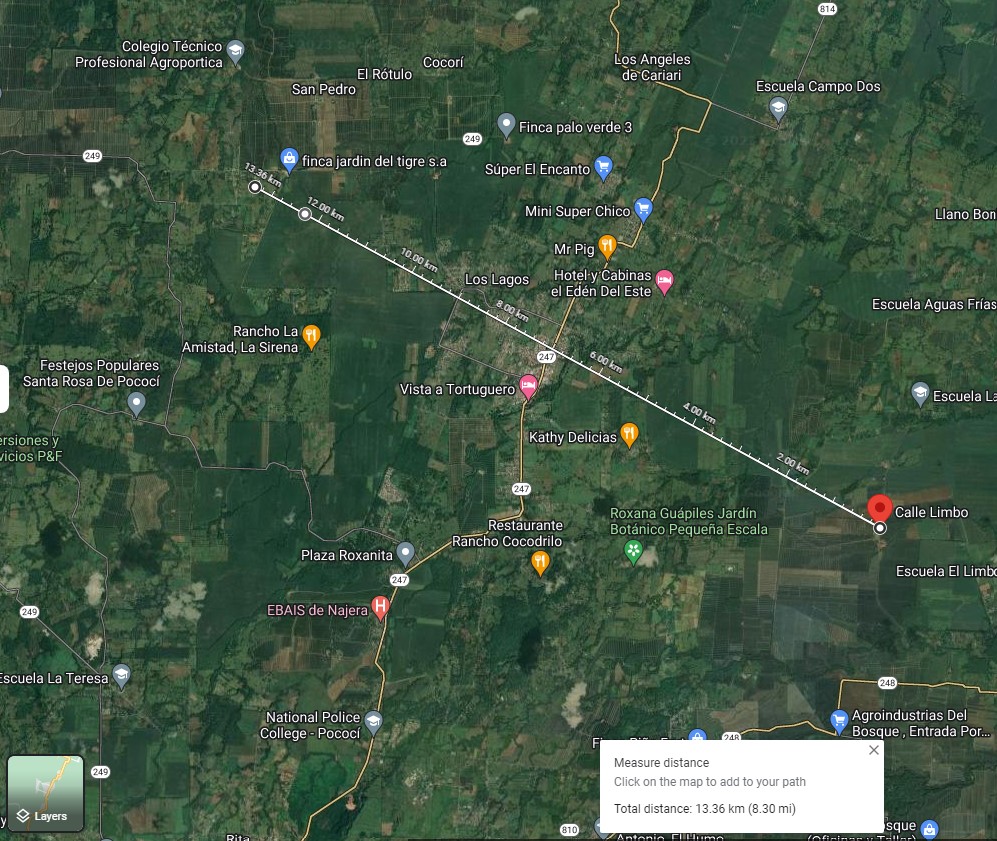 814
Colegio Técnico
Profesional Agroportica
Cocorí
El Rótulo
San Pedro
Los Angeles
de Cariari
Escuela Campo Dos
Finca palo verde 3
249
249
finca jardin del tigre s.a
13.36 km
12.00 km
Súper El Encanto
Mini Super Chico
Llano Bon
10.00 km
Mr Pig
Los Lagos
Hotel y Cabinas
el Edén Del Este
8.00 km
Escuela Aguas Frías
Rancho La
Amistad, La Sirena
247
6.00 km
Festejos Populares
Santa Rosa De Pococí
Vista a Tortuguero
Escuela La
4.00 km
ersiones y
vicios P&F
Kathy Delicias
2.00 km
247
Calle Limbo
Roxana Guápiles Jardín
Botánico Pequeña Escala
Restaurante
Rancho Cocodrilo
Plaza Roxanita
247
Escuela El Limbo
EBAIS de Najera
249
Escuela La Teresa
248
National Police
College - Pococí
Agroindustrias Del
Bosque , Entrada Por...
248
Measure distance
Click on the map to add to your path
Total distance: 13.36 km (8.30 mi)
249
Layers
Rita
810
Antonio El Humo
osque